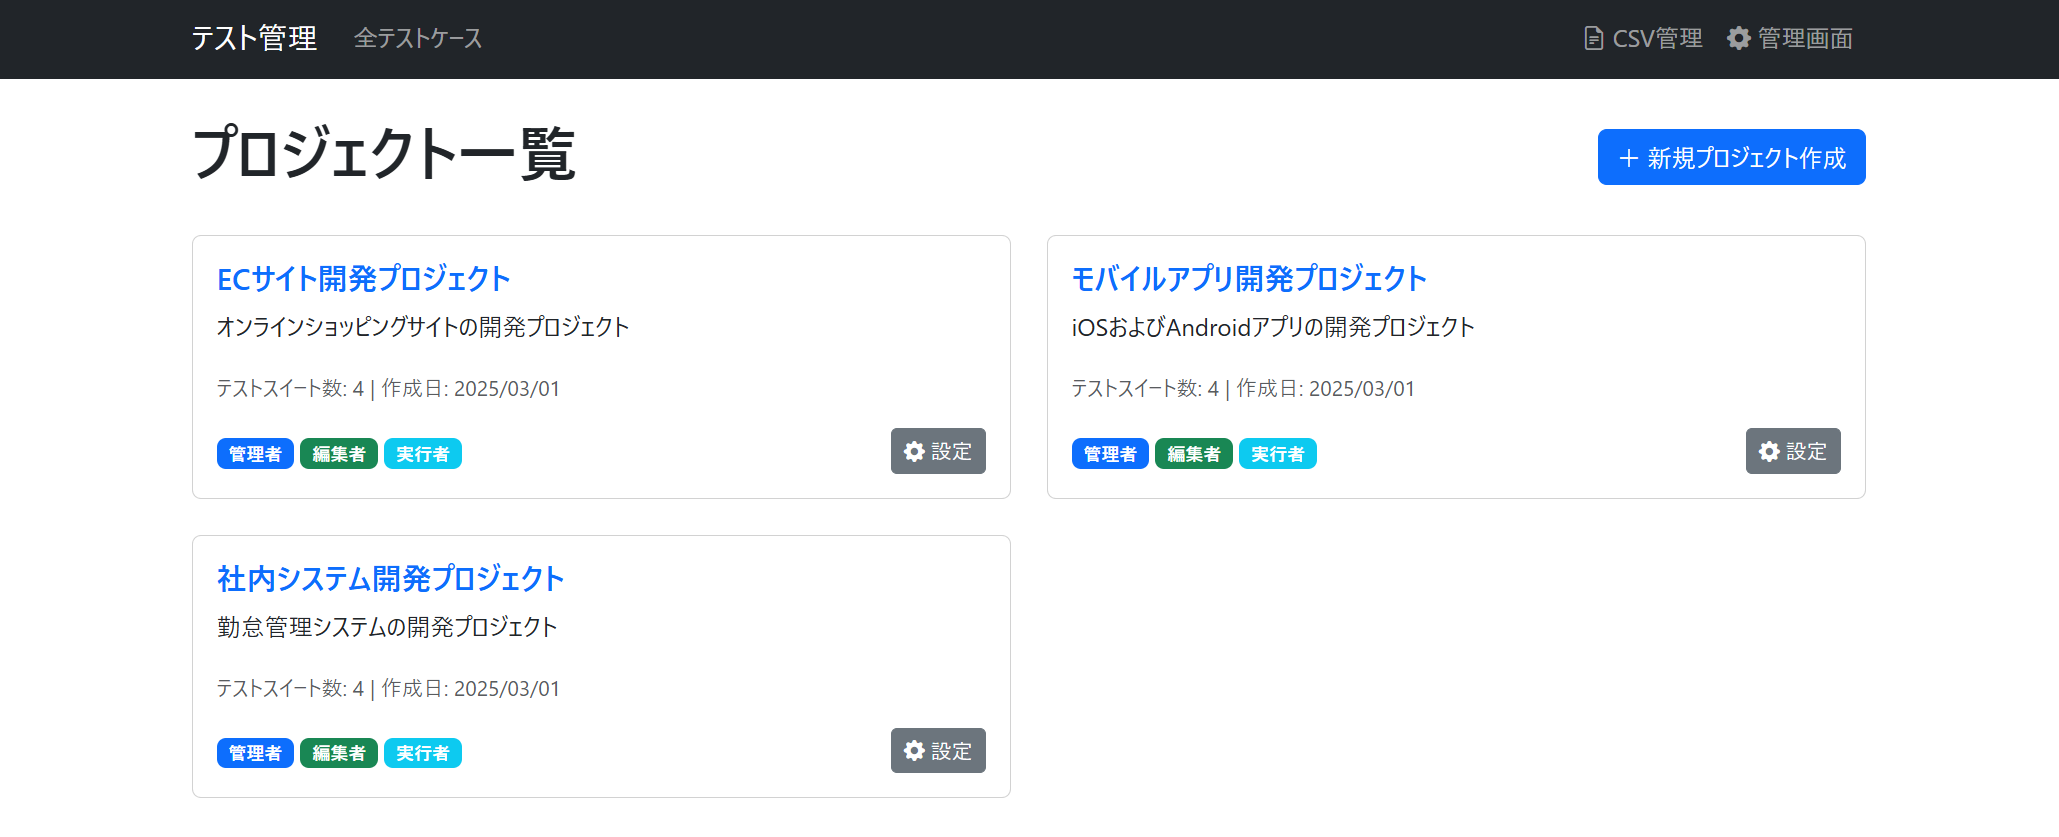 テスト管理 全テストケース CSV管理 管理画面
プロジェクト一覧
+ 新規プロジェクト作成
ECサイト開発プロジェクト
オンラインショッピングサイトの開発プロジェクト
テストスイート数: 4 | 作成日: 2025/03/01
管理者 編集者 実行者 設定
モバイルアプリ開発プロジェクト
iOSおよびAndroidアプリの開発プロジェクト
テストスイート数: 4 | 作成日: 2025/03/01
管理者 編集者 実行者 設定
社内システム開発プロジェクト
勤怠管理システムの開発プロジェクト
テストスイート数: 4 | 作成日: 2025/03/01
管理者 編集者 実行者 設定